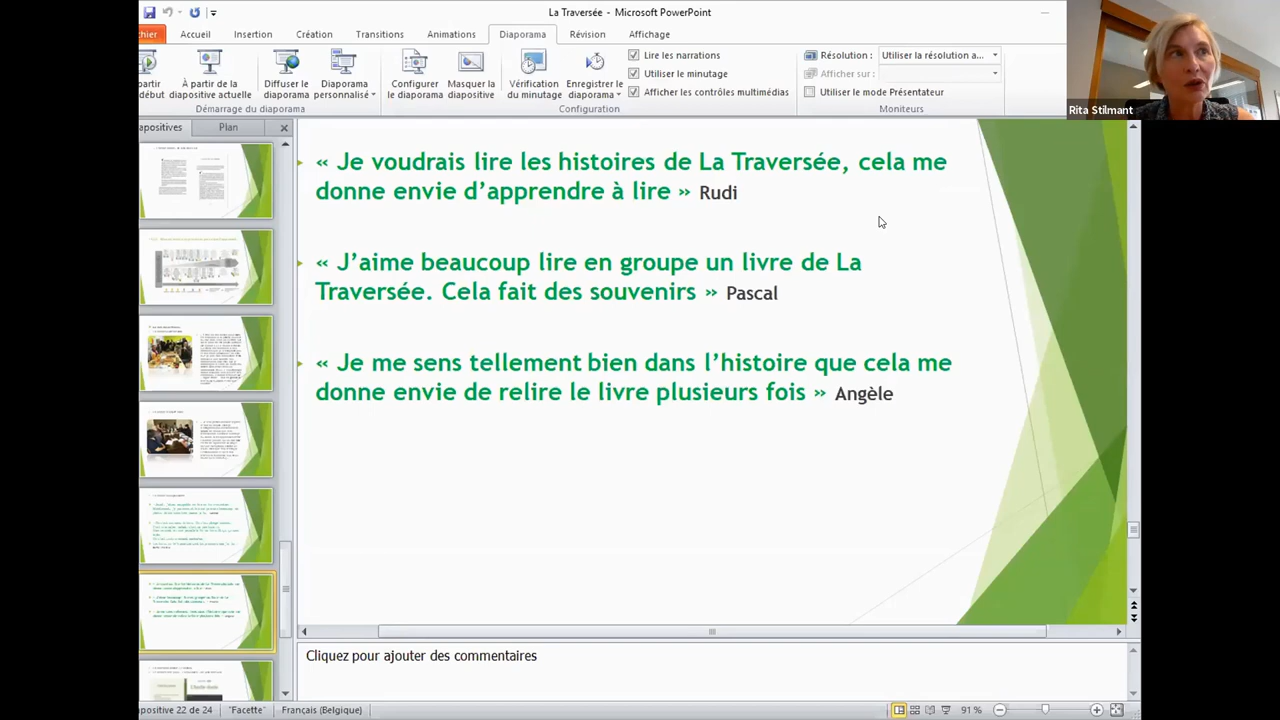 La Traversée - Microsoft PowerPoint
Accueil Insertion Création Transitions Animations Diaporama Révision Affichage
À partir de la diapositive actuelle
Diffuser le diaporama
Diaporama personnalisé
Configurer le diaporama
Masquer la diapositive
Vérification du minutage
Enregistrer le diaporama
Lire les narrations
Utiliser le minutage
Afficher les contrôles multimédias
Résolution : Utiliser la résolution a...
Afficher sur :
Utiliser le mode Présentateur
Démarrage du diaporama Configuration Moniteurs
Rita Stilmant
Plan
« Je voudrais lire les histoires de La Traversée, cela me
donne envie d’apprendre à lire » Rudi
« J’aime beaucoup lire en groupe un livre de La
Traversée. Cela fait des souvenirs » Pascal
« Je me sens tellement bien dans l’histoire que cela me
donne envie de relire le livre plusieurs fois » Angèle
Cliquez pour ajouter des commentaires
22 de 24 "Facette" Français (Belgique) 91 %